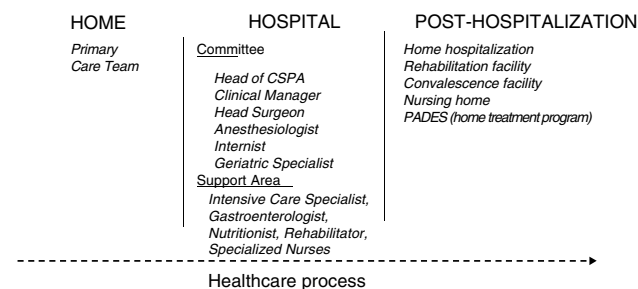 HOME
Primary
Care Team
HOSPITAL
Committee
Head of CSPA
Clinical Manager
Head Surgeon
Anesthesiologist
Internist
Geriatric Specialist
Support Area
Intensive Care Specialist,
Gastroenterologist,
Nutritionist, Rehabilitator,
Specialized Nurses
POST-HOSPITALIZATION
Home hospitalization
Rehabilitation facility
Convalescence facility
Nursing home
PADES (home treatment program)
Healthcare process